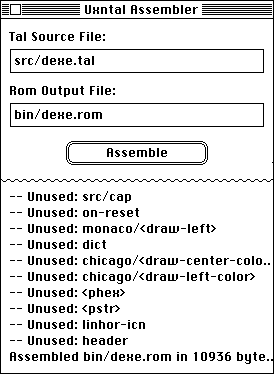 Uxntal Assembler
Tal Source File:
src/dexe.tal
Rom Output File:
bin/dexe.rom
Assemble
-- Unused: src/cap
-- Unused: on-reset
-- Unused: monaco/<draw-left>
-- Unused: dict
-- Unused: chicago/<draw-center-colo..
-- Unused: chicago/<draw-left-color>
-- Unused: <phex>
-- Unused: <pstr>
-- Unused: linhor-icn
-- Unused: header
Assembled bin/dexe.rom in 10936 byte..